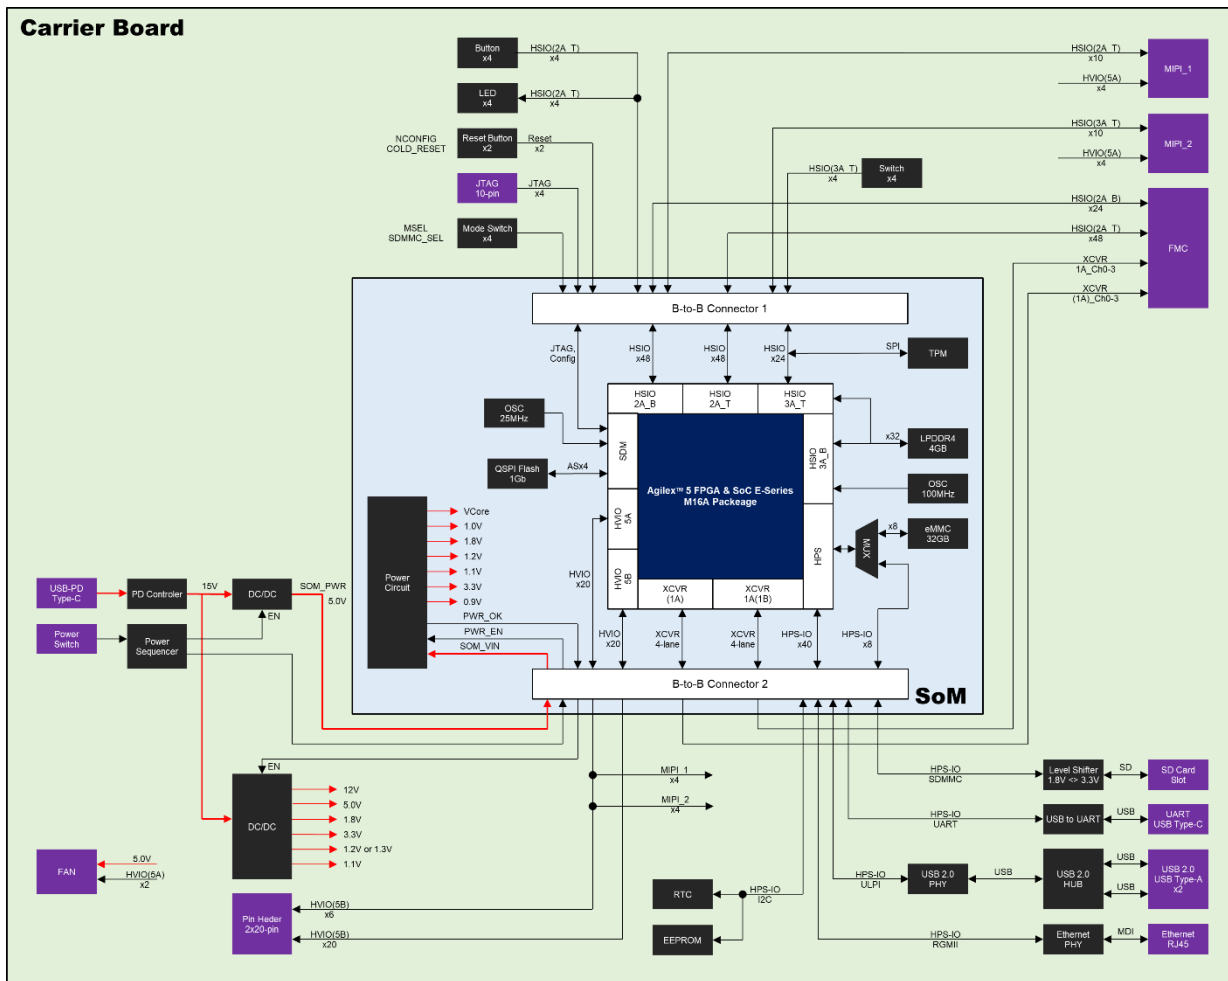 Carrier Board
Button
x4
HSIO(2A_T)
x4
LED
x4
HSIO(2A_T)
x4
NCONFIG
COLD_RESET
Reset Button
x2
Reset
x2
JTAG
10-pin
JTAG
x4
MSEL
SDMMC_SEL
Mode Switch
x4
HSIO(2A_T)
x10
HVIO(5A)
x4
MIPI_1
HSIO(3A_T)
x10
HVIO(5A)
x4
MIPI_2
HSIO(3A_T)
x4
Switch
x4
HSIO(2A_B)
x24
HSIO(2A_T)
x48
XCVR
1A_Ch0-3
XCVR
(1A)_Ch0-3
FMC
B-to-B Connector 1
JTAG,
Config
HSIO
x48
HSIO
x48
HSIO
x24
SPI
TPM
HSIO
2A_B
HSIO
2A_T
HSIO
3A_T
OSC
25MHz
SDM
HSIO
3A_B
x32
LPDDR4
4GB
QSPI Flash
1Gb
ASx4
Agilex™ 5 FPGA & SoC E-Series
M16A Packeage
OSC
100MHz
HVIO
5A
HVIO
5B
HPS
MUX
x8
eMMC
32GB
Power
Circuit
VCore
1.0V
1.8V
1.2V
1.1V
3.3V
0.9V
PWR_OK
PWR_EN
SOM_VIN
HVIO
x20
XCVR
(1A)
XCVR
1A(1B)
HVIO
x20
XCVR
4-lane
XCVR
4-lane
HPS-IO
x40
HPS-IO
x8
B-to-B Connector 2
SoM
USB-PD
Type-C
PD Controler
15V
DC/DC
SOM_PWR
5.0V
EN
Power
Switch
Power
Sequencer
EN
DC/DC
12V
5.0V
1.8V
3.3V
1.2V or 1.3V
1.1V
FAN
5.0V
HVIO(5A)
x2
Pin Heder
2x20-pin
HVIO(5B)
x6
HVIO(5B)
x20
MIPI_1
x4
MIPI_2
x4
RTC
EEPROM
HPS-IO
I2C
HPS-IO
SDMMC
Level Shifter
1.8V <> 3.3V
SD
SD Card
Slot
HPS-IO
UART
USB to UART
USB
UART
USB Type-C
HPS-IO
ULPI
USB 2.0
PHY
USB
USB 2.0
HUB
USB
USB
USB 2.0
USB Type-A
x2
HPS-IO
RGMII
Ethernet
PHY
MDI
Ethernet
RJ45